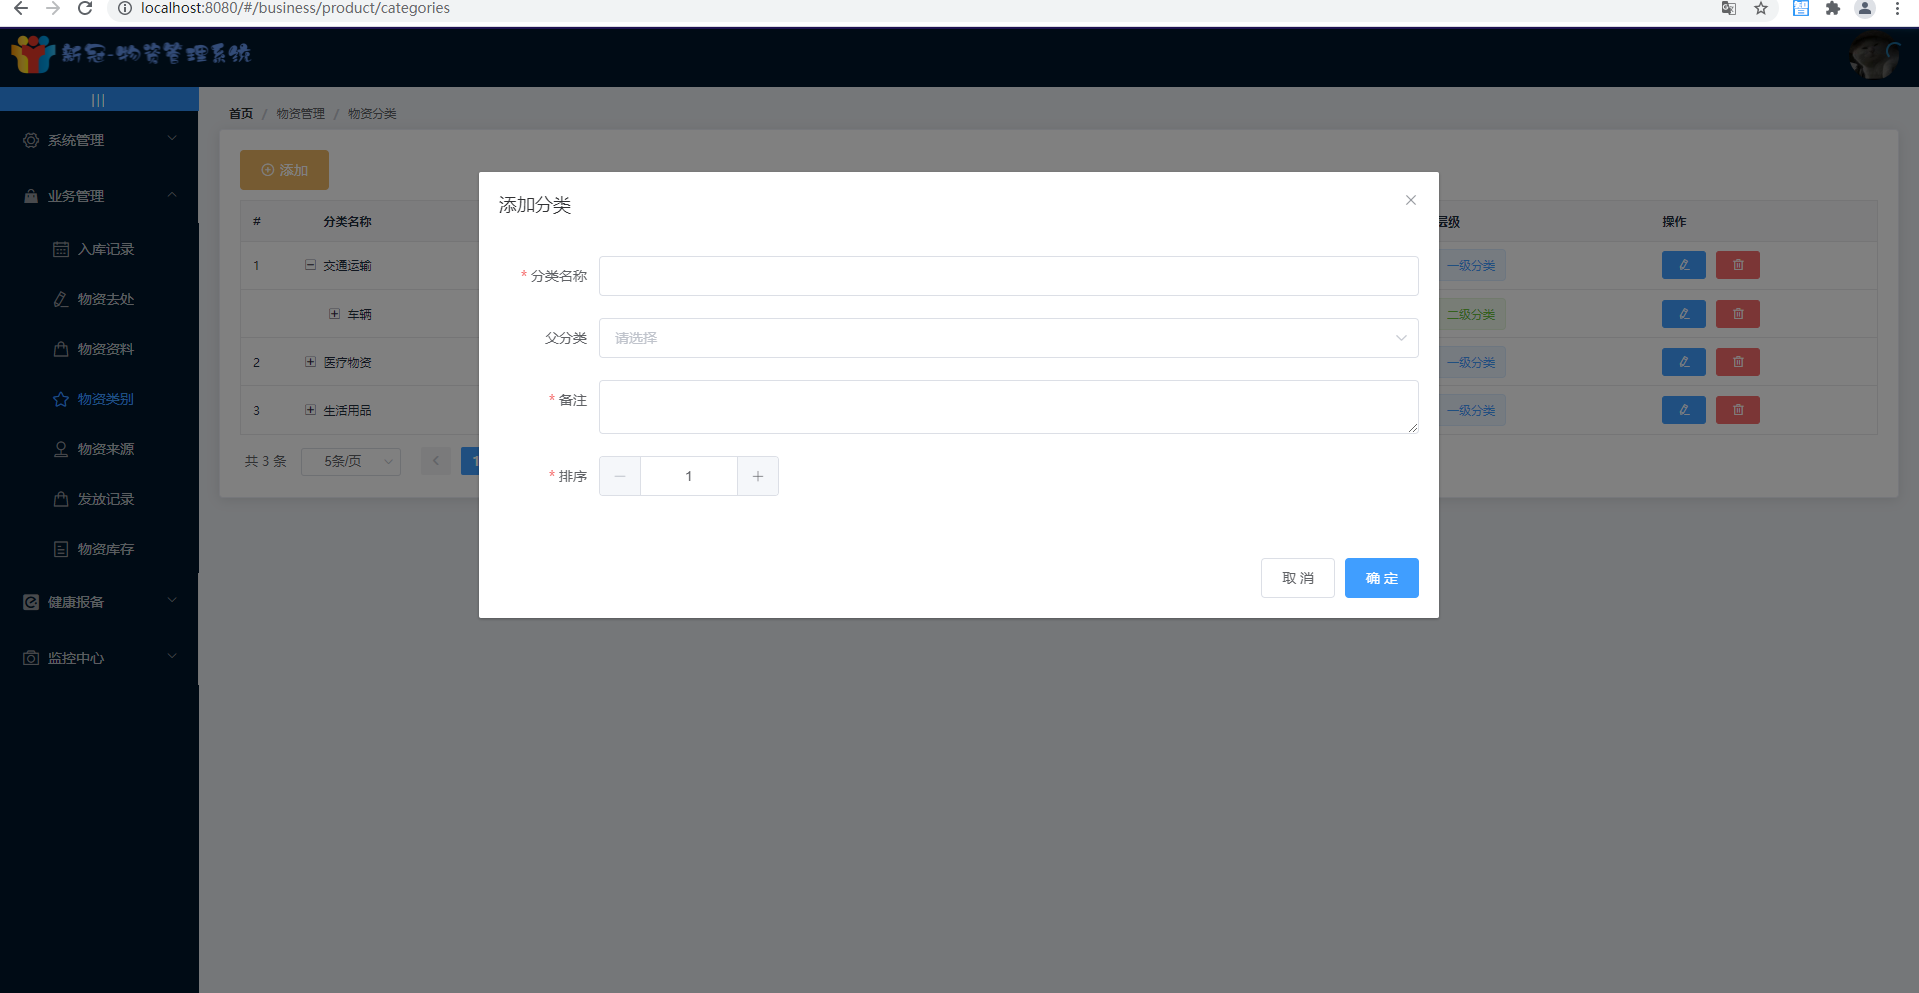 localhost:8080/#/business/product/categories
新冠-物资管理系统
|||
系统管理
业务管理
入库记录
物资去处
物资资料
物资类别
物资来源
发放记录
物资库存
健康报备
监控中心
首页 / 物资管理 / 物资分类
添加
# 分类名称 层级 操作
1 交通运输 一级分类
车辆 二级分类
2 医疗物资 一级分类
3 生活用品 一级分类
共 3 条 5条/页 1
添加分类
* 分类名称
父分类 请选择
* 备注
* 排序 1
取 消 确 定